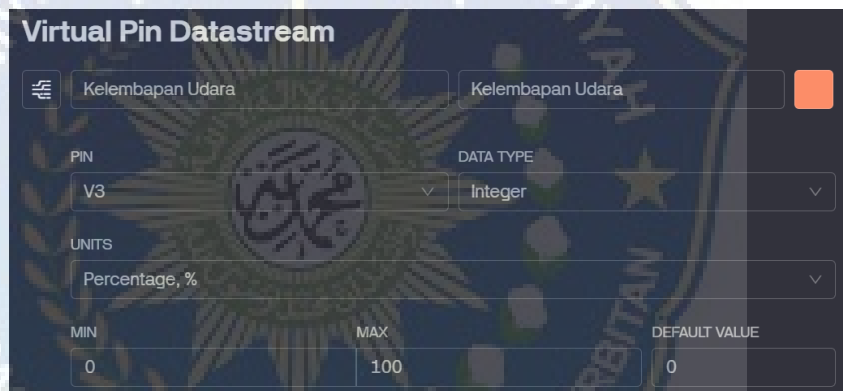 Virtual Pin Datastream
Kelembapan Udara Kelembapan Udara
PIN DATA TYPE
V3 Integer
UNITS
Percentage, %
MIN MAX DEFAULT VALUE
0 100 0
محمد